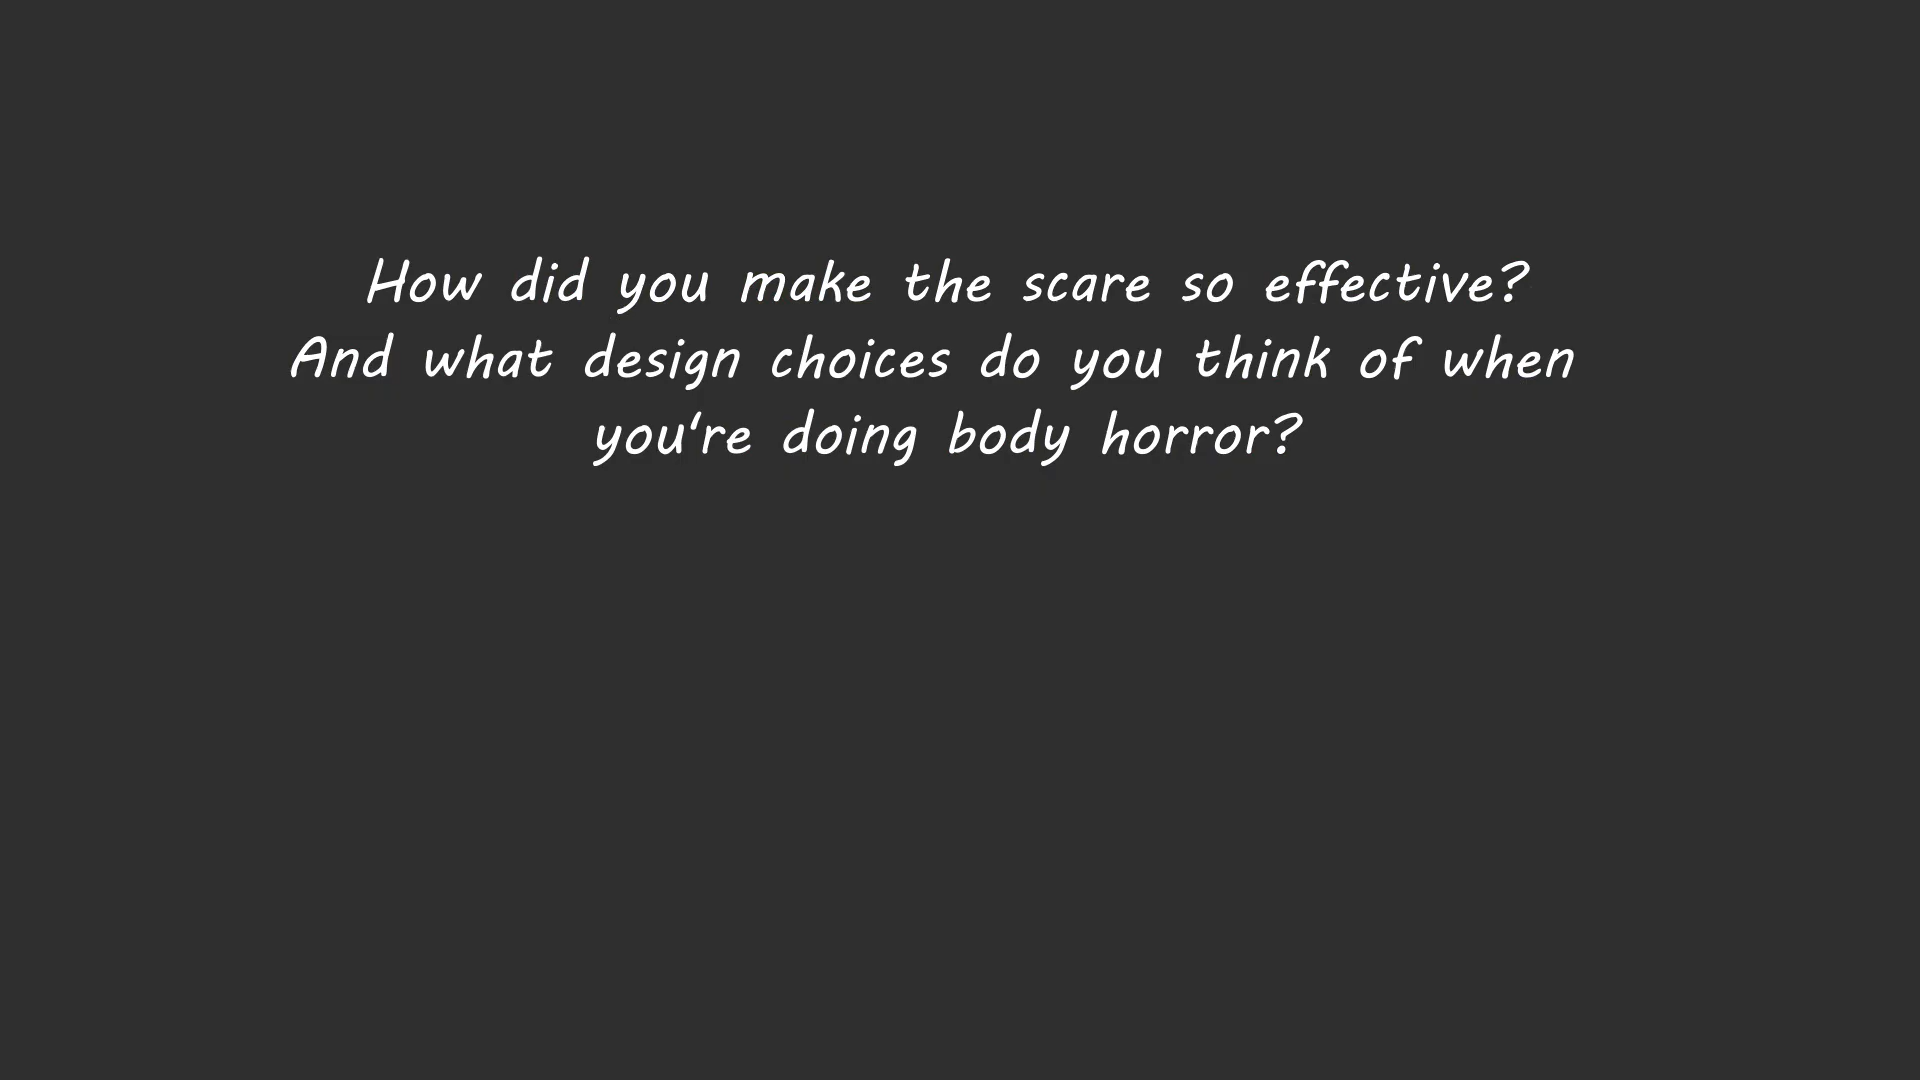 How did you make the scare so effective?
And what design choices do you think of when
you're doing body horror?